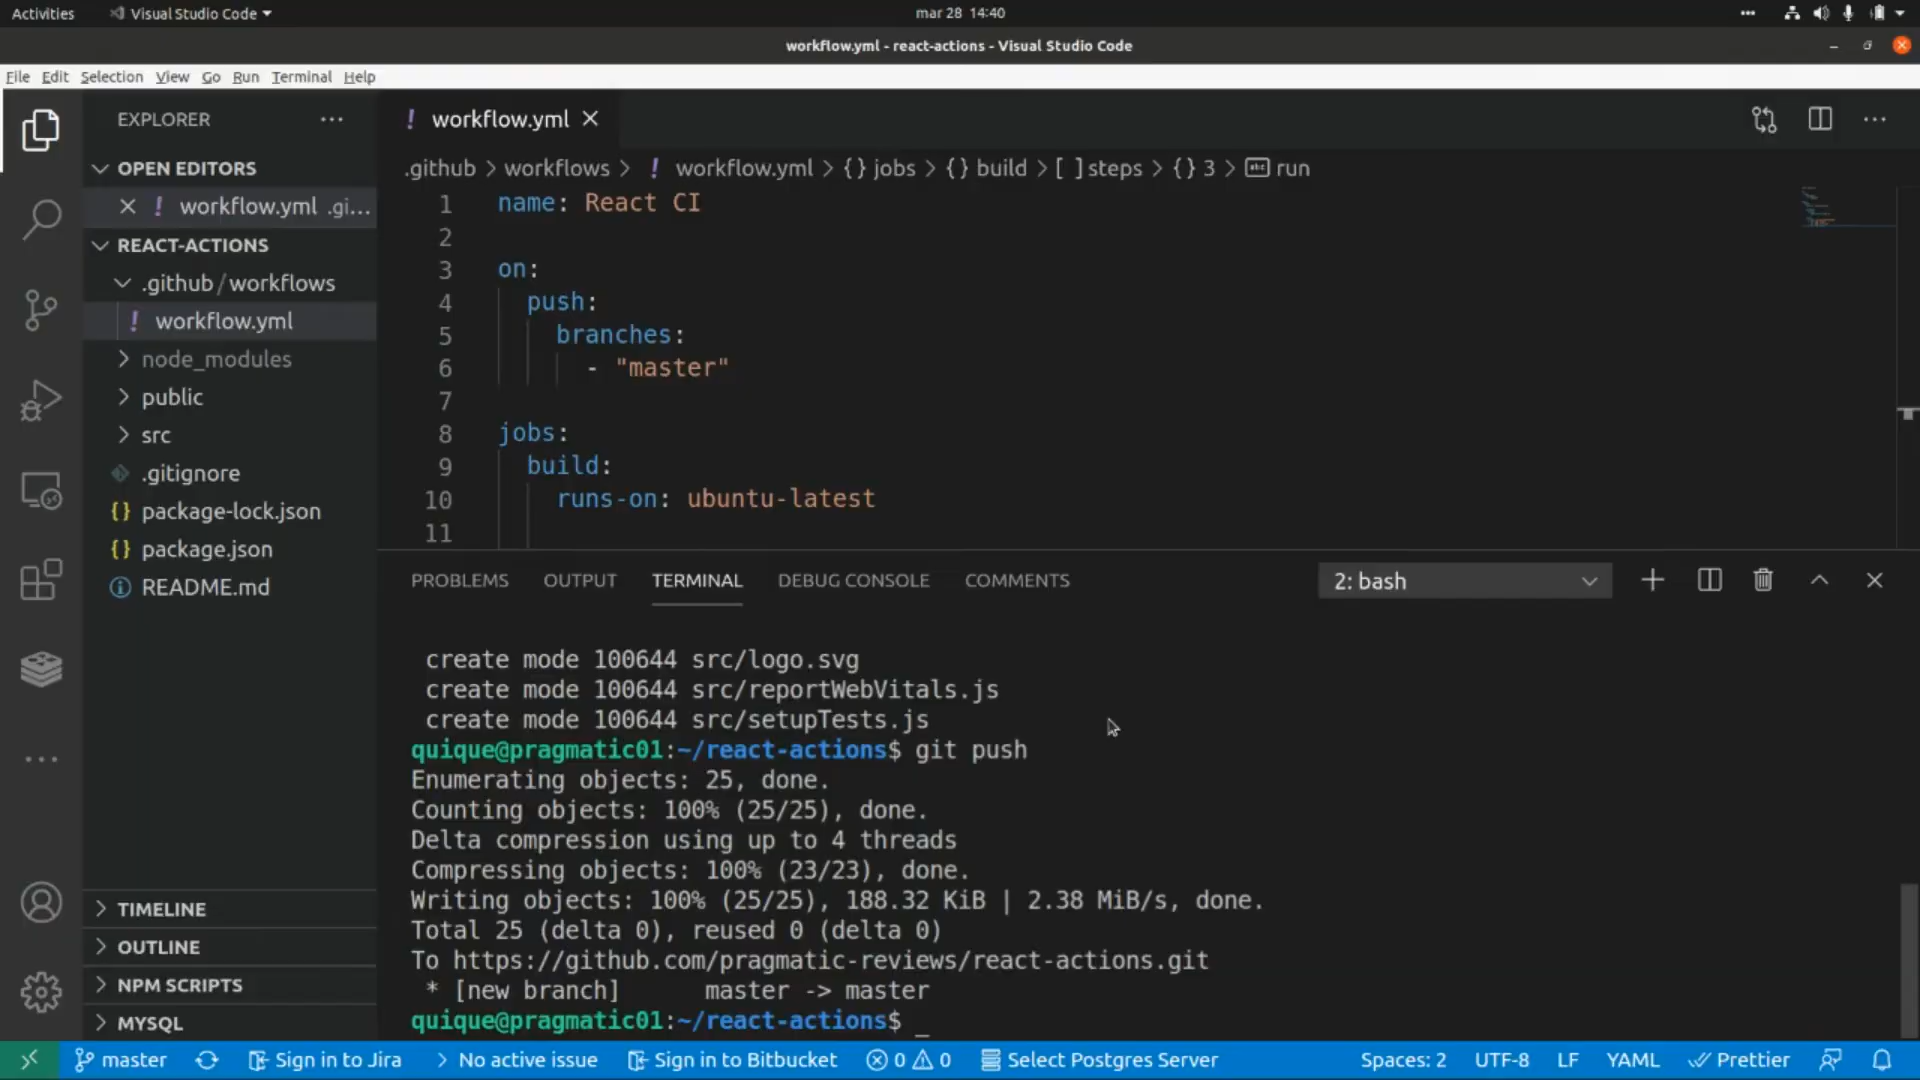 Activities Visual Studio Code mar 28 14:40
workflow.yml - react-actions - Visual Studio Code
File Edit Selection View Go Run Terminal Help
EXPLORER
OPEN EDITORS
workflow.yml .gi...
REACT-ACTIONS
.github / workflows
workflow.yml
node_modules
public
src
.gitignore
package-lock.json
package.json
README.md
TIMELINE
OUTLINE
NPM SCRIPTS
MYSQL
workflow.yml
.github > workflows > ! workflow.yml > {} jobs > {} build > [ ] steps > {} 3 > abc run
1 name: React CI
2
3 on:
4 push:
5 branches:
6 - "master"
7
8 jobs:
9 build:
10 runs-on: ubuntu-latest
11
PROBLEMS OUTPUT TERMINAL DEBUG CONSOLE COMMENTS 2: bash
create mode 100644 src/logo.svg
create mode 100644 src/reportWebVitals.js
create mode 100644 src/setupTests.js
quique@pragmatic01:~/react-actions$ git push
Enumerating objects: 25, done.
Counting objects: 100% (25/25), done.
Delta compression using up to 4 threads
Compressing objects: 100% (23/23), done.
Writing objects: 100% (25/25), 188.32 KiB | 2.38 MiB/s, done.
Total 25 (delta 0), reused 0 (delta 0)
To https://github.com/pragmatic-reviews/react-actions.git
* [new branch] master -> master
quique@pragmatic01:~/react-actions$ _
master Sign in to Jira No active issue Sign in to Bitbucket 0 0 Select Postgres Server Spaces: 2 UTF-8 LF YAML Prettier